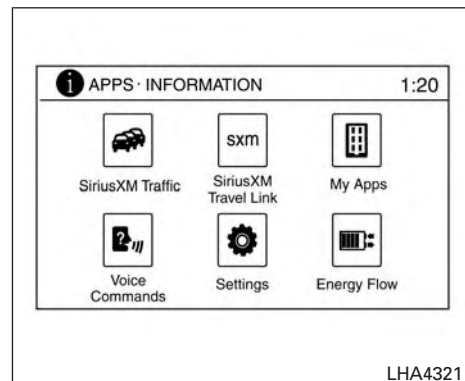 i APPS · INFORMATION 1:20
sxm
SiriusXM Traffic
SiriusXM
Travel Link
My Apps
?
Voice
Commands
Settings
Energy Flow
LHA4321